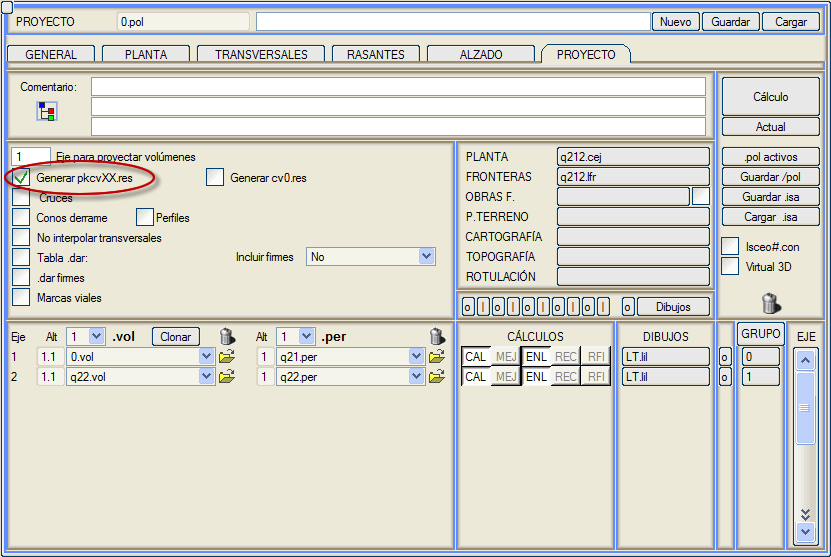 PROYECTO 0.pol Nuevo Guardar Cargar
GENERAL PLANTA TRANSVERSALES RASANTES ALZADO PROYECTO
Comentario:
Cálculo
Actual
1 Eje para proyectar volúmenes
Generar pkcvXX.res Generar cv0.res
Cruces
Conos derrame Perfiles
No interpolar transversales
Tabla .dar: Incluir firmes No
.dar firmes
Marcas viales
PLANTA q212.cej
FRONTERAS q212.lfr
OBRAS F.
P.TERRENO
CARTOGRAFÍA
TOPOGRAFÍA
ROTULACIÓN
o | o | o | o | o | o Dibujos
.pol activos
Guardar /pol
Guardar .isa
Cargar .isa
Isceo#.con
Virtual 3D
Eje Alt 1 .vol Clonar Alt 1 .per CÁLCULOS DIBUJOS GRUPO EJE
1 1.1 0.vol 1 q21.per CAL MEJ ENL REC RFI LT.lil o 0
2 1.1 q22.vol 1 q22.per CAL MEJ ENL REC RFI LT.lil o 1